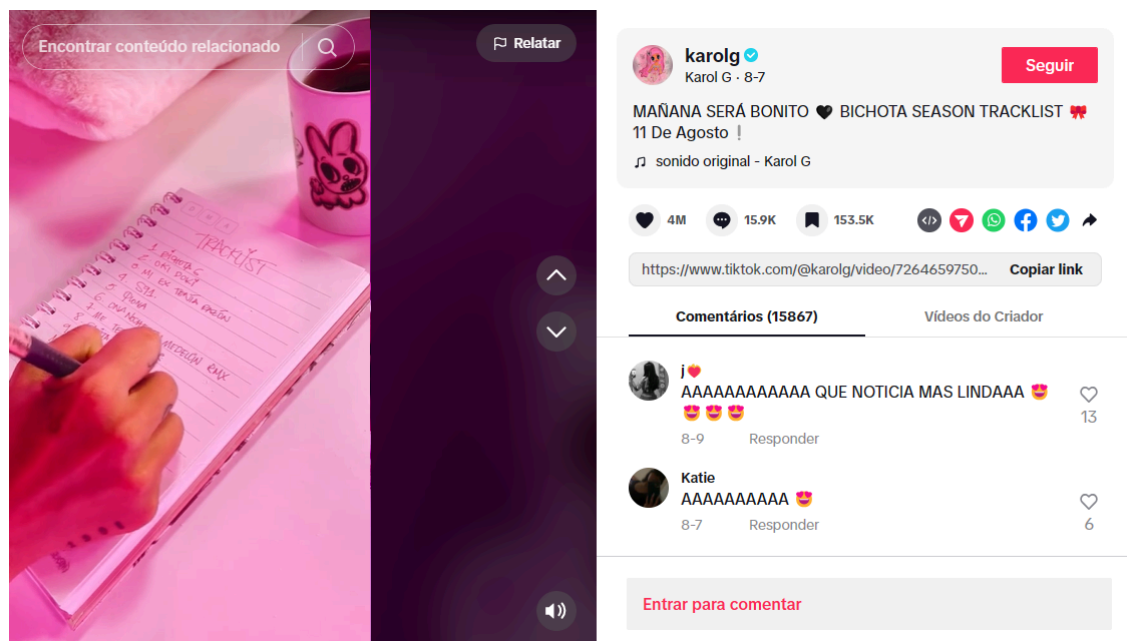 Encontrar conteúdo relacionado
Relatar
TRACKLIST
karolg
Karol G · 8-7
Seguir
MAÑANA SERÁ BONITO 🖤 BICHOTA SEASON TRACKLIST 🎀
11 De Agosto ❕
♫ sonido original - Karol G
4M
15.9K
153.5K
https://www.tiktok.com/@karolg/video/7264659750...
Copiar link
Comentários (15867)
Vídeos do Criador
j❤️‍🔥
AAAAAAAAAAAA QUE NOTICIA MAS LINDAAA 😍
😍 😍 😍
13
8-9
Responder
Katie
AAAAAAAAAA 😍
6
8-7
Responder
Entrar para comentar